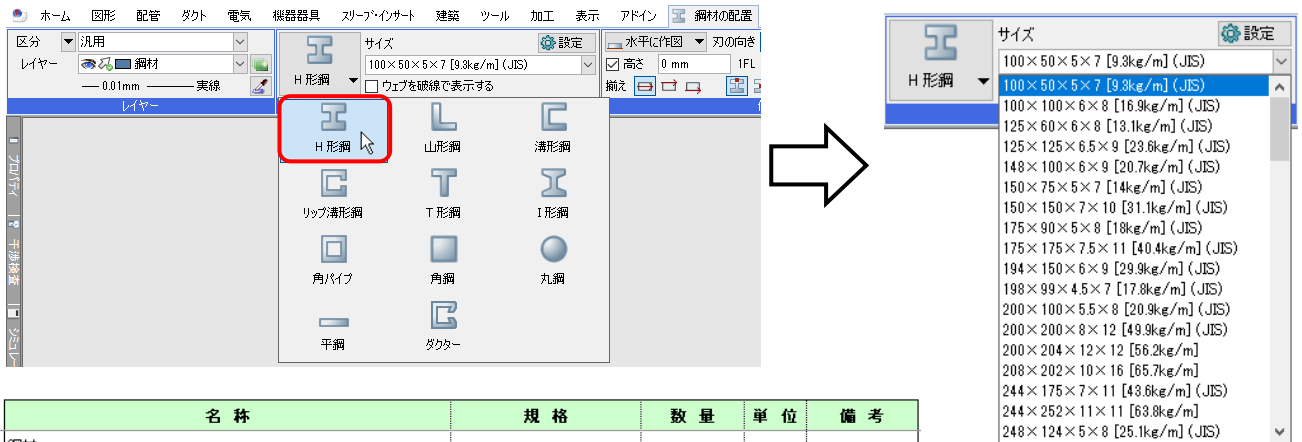 ホーム 図形 配管 ダクト 電気 機器器具 スリーブ・インサート 建築 ツール 加工 表示 アドイン 鋼材の配置
区分 汎用
レイヤー 鋼材
0.01mm 実線
レイヤー
H 形鋼
サイズ 設定
100×50×5×7 [9.3kg/m] (JIS)
ウェブを破線で表示する
水平に作図 刃の向き
高さ 0 mm 1FL
揃え
H 形鋼 山形鋼 溝形鋼
リップ溝形鋼 T 形鋼 I 形鋼
角パイプ 角鋼 丸鋼
平鋼 ダクター
プロパティ
干渉検査
シミュレー
H 形鋼
サイズ 設定
100×50×5×7 [9.3kg/m] (JIS)
100×50×5×7 [9.3kg/m] (JIS)
100×100×6×8 [16.9kg/m] (JIS)
125×60×6×8 [13.1kg/m] (JIS)
125×125×6.5×9 [23.6kg/m] (JIS)
148×100×6×9 [20.7kg/m] (JIS)
150×75×5×7 [14kg/m] (JIS)
150×150×7×10 [31.1kg/m] (JIS)
175×90×5×8 [18kg/m] (JIS)
175×175×7.5×11 [40.4kg/m] (JIS)
194×150×6×9 [29.9kg/m] (JIS)
198×99×4.5×7 [17.8kg/m] (JIS)
200×100×5.5×8 [20.9kg/m] (JIS)
200×200×8×12 [49.9kg/m] (JIS)
200×204×12×12 [56.2kg/m]
208×202×10×16 [65.7kg/m]
244×175×7×11 [43.6kg/m] (JIS)
244×252×11×11 [63.8kg/m]
248×124×5×8 [25.1kg/m] (JIS)
名 称 規 格 数 量 単 位 備 考